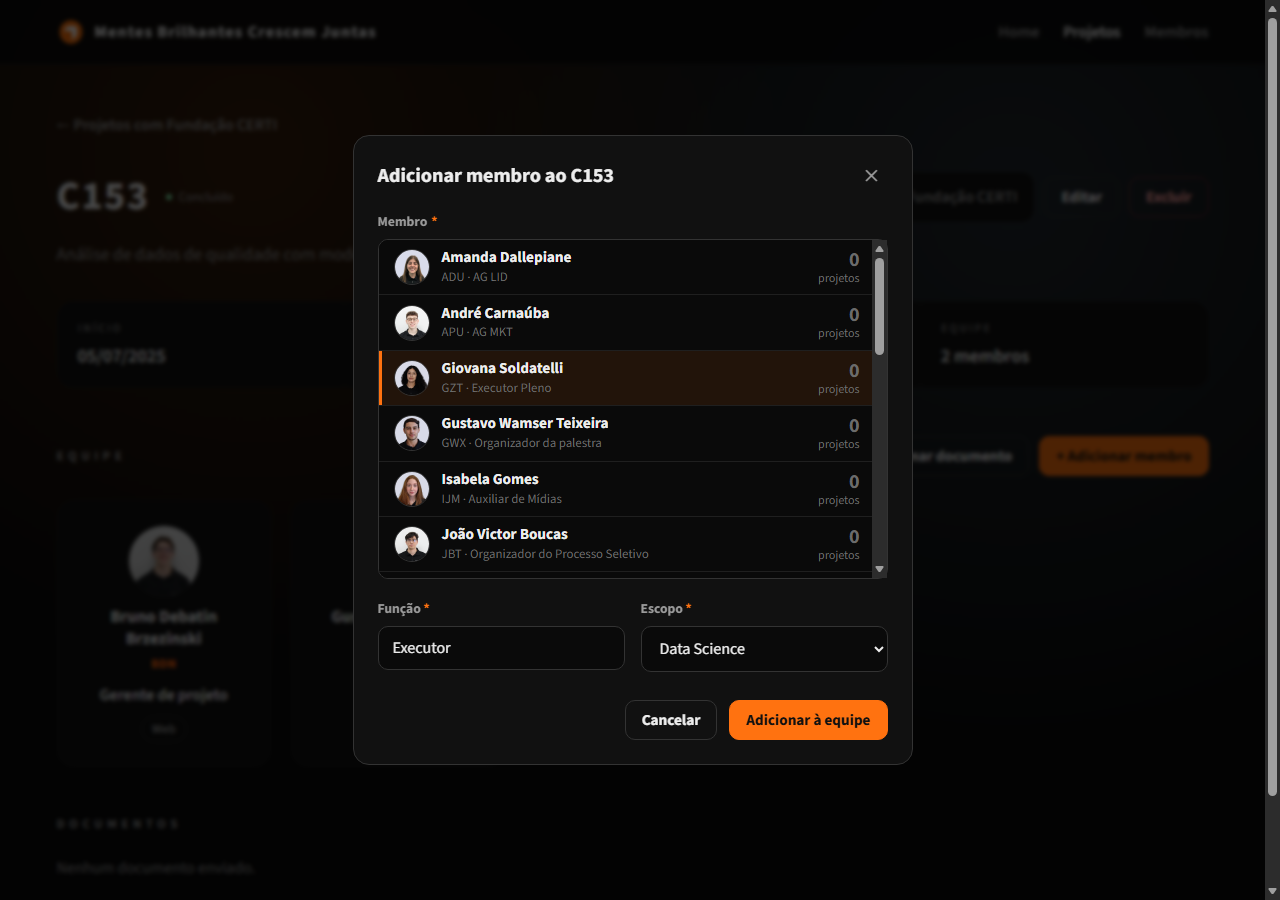 Mentes Brilhantes Crescem Juntas
Home Projetos Membros
← Projetos com Fundação CERTI
C153 Concluído
Fundação CERTI Editar Excluir
Análise de dados de qualidade com
INÍCIO
05/07/2025
EQUIPE
2 membros
EQUIPE
documento + Adicionar membro
Bruno Debatin
Brzezinski
BDB
Gerente de projeto
Web
DOCUMENTOS
Nenhum documento enviado.
Adicionar membro ao C153
Membro *
Amanda Dallepiane
ADU · AG LID
0
projetos
André Carnaúba
APU · AG MKT
0
projetos
Giovana Soldatelli
GZT · Executor Pleno
0
projetos
Gustavo Wamser Teixeira
GWX · Organizador da palestra
0
projetos
Isabela Gomes
IJM · Auxiliar de Mídias
0
projetos
João Victor Boucas
JBT · Organizador do Processo Seletivo
0
projetos
Função * Escopo *
Executor Data Science
Cancelar Adicionar à equipe